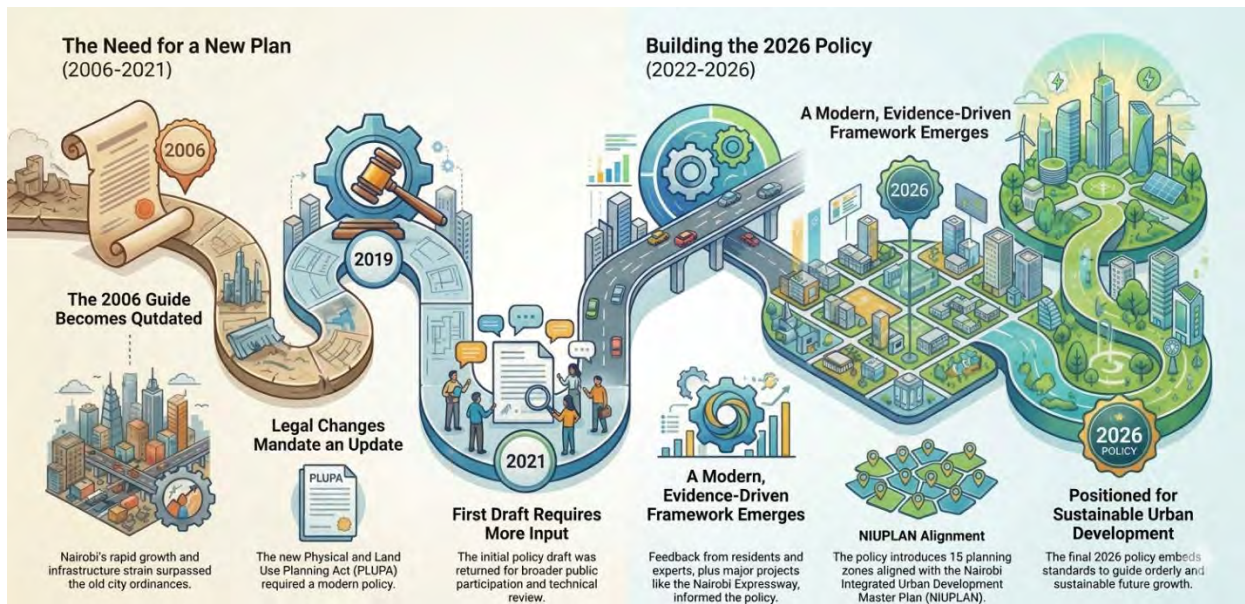 The Need for a New Plan
(2006-2021)
2006
The 2006 Guide
Becomes Qutdated
Nairobi's rapid growth and
infrastructure strain surpassed
the old city ordinances.
2019
Legal Changes
Mandate an Update
PLUPA
The new Physical and Land
Use Planning Act (PLUPA)
required a modern policy.
2021
First Draft Requires
More Input
The initial policy draft was
returned for broader public
participation and technical
review.
Building the 2026 Policy
(2022-2026)
A Modern, Evidence-Driven
Framework Emerges
2026
A Modern,
Evidence-Driven
Framework Emerges
Feedback from residents and
experts, plus major projects
like the Nairobi Expressway,
informed the policy.
NIUPLAN Alignment
The policy introduces 15 planning
zones aligned with the Nairobi
Integrated Urban Development
Master Plan (NIUPLAN).
2026
POLICY
Positioned for
Sustainable Urban
Development
The final 2026 policy embeds
standards to guide orderly and
sustainable future growth.